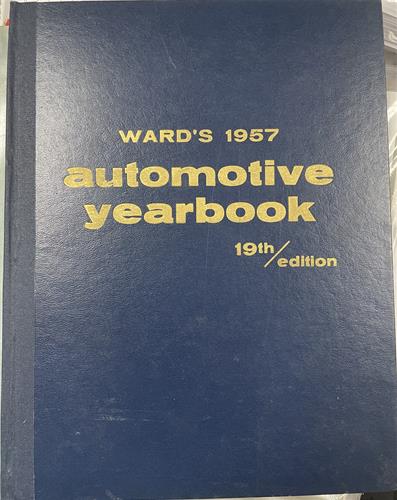 WARD'S 1957
automotive
yearbook
19th/edition